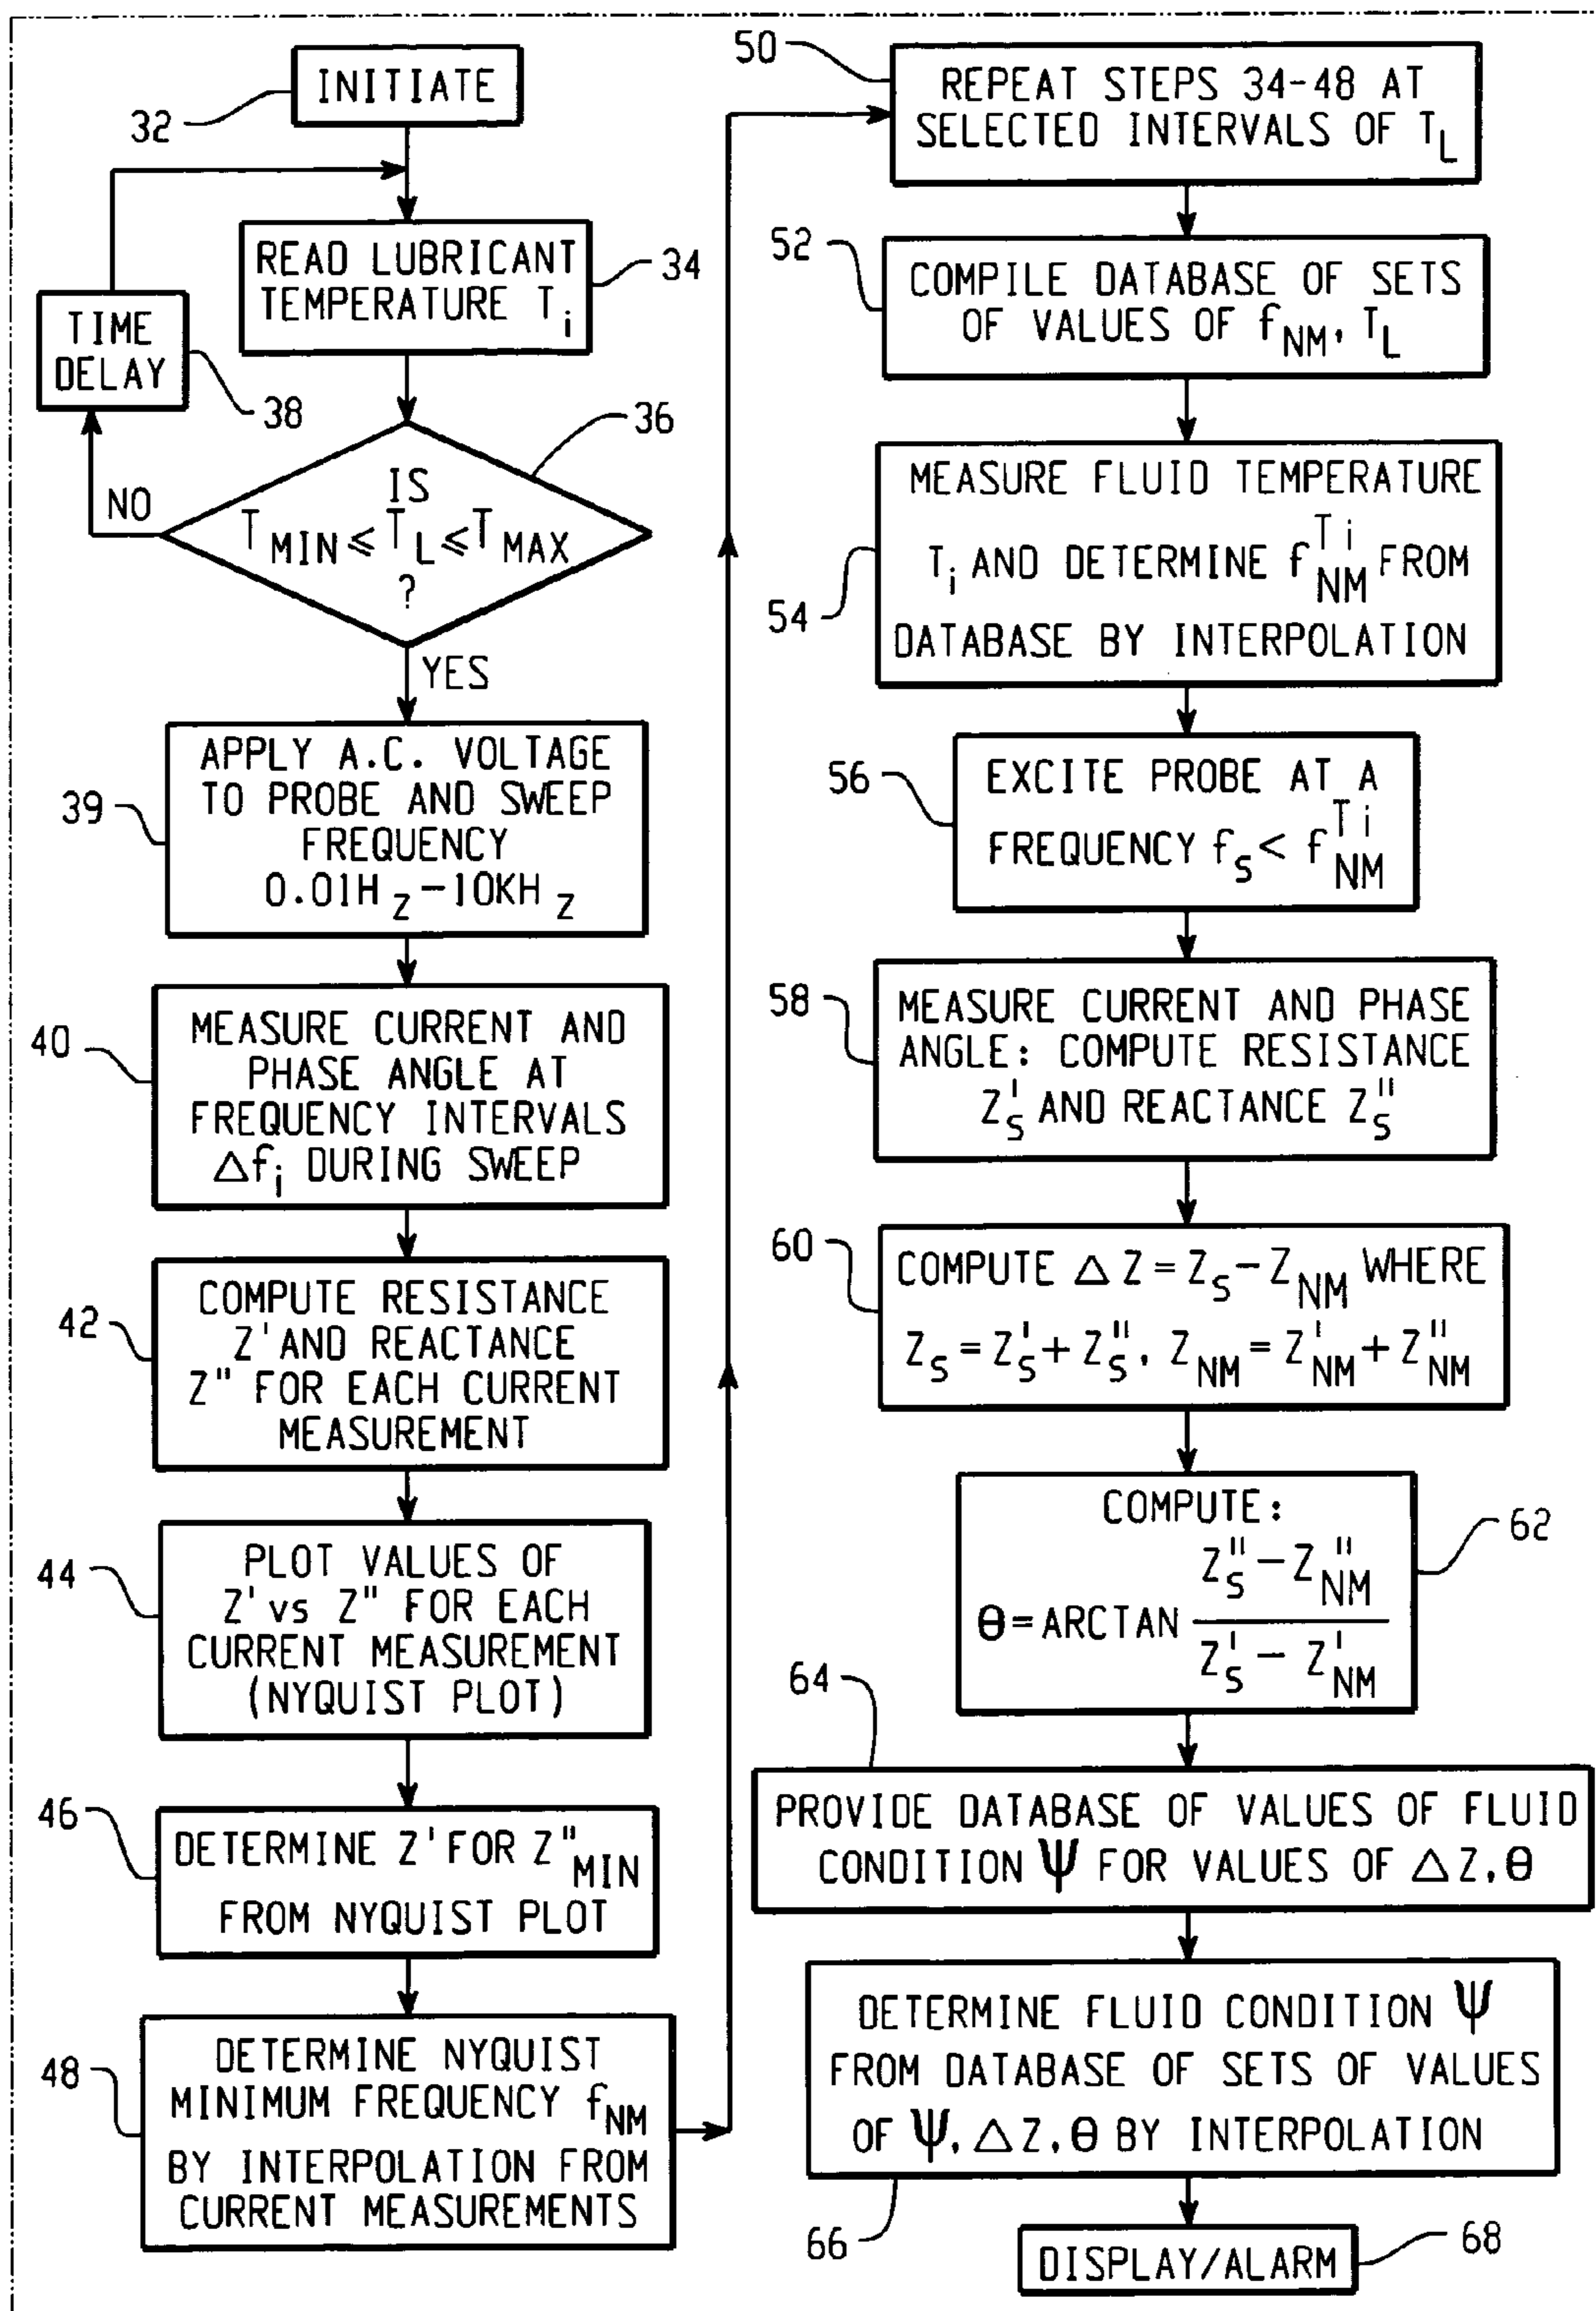 INITIATE
32
READ LUBRICANT
TEMPERATURE Ti
34
TIME
DELAY
38
36
IS
TMIN ≤ TL ≤ TMAX
?
NO
YES
APPLY A.C. VOLTAGE
TO PROBE AND SWEEP
FREQUENCY
0.01HZ-10KHZ
39
MEASURE CURRENT AND
PHASE ANGLE AT
FREQUENCY INTERVALS
Δfi DURING SWEEP
40
COMPUTE RESISTANCE
Z' AND REACTANCE
Z" FOR EACH CURRENT
MEASUREMENT
42
PLOT VALUES OF
Z' vs Z" FOR EACH
CURRENT MEASUREMENT
(NYQUIST PLOT)
44
DETERMINE Z' FOR Z"MIN
FROM NYQUIST PLOT
46
DETERMINE NYQUIST
MINIMUM FREQUENCY fNM
BY INTERPOLATION FROM
CURRENT MEASUREMENTS
48
50
REPEAT STEPS 34-48 AT
SELECTED INTERVALS OF TL
52
COMPILE DATABASE OF SETS
OF VALUES OF fNM, TL
MEASURE FLUID TEMPERATURE
Ti AND DETERMINE f^Ti_NM FROM
DATABASE BY INTERPOLATION
54
56
EXCITE PROBE AT A
FREQUENCY fS < f^Ti_NM
58
MEASURE CURRENT AND PHASE
ANGLE: COMPUTE RESISTANCE
Z'S AND REACTANCE Z"S
60
COMPUTE ΔZ = ZS - ZNM WHERE
ZS = Z'S + Z"S, ZNM = Z'NM + Z"NM
COMPUTE:
Z"S - Z"NM
θ = ARCTAN
Z'S - Z'NM
62
64
PROVIDE DATABASE OF VALUES OF FLUID
CONDITION Ψ FOR VALUES OF ΔZ, θ
DETERMINE FLUID CONDITION Ψ
FROM DATABASE OF SETS OF VALUES
OF Ψ, ΔZ, θ BY INTERPOLATION
66
DISPLAY/ALARM
68